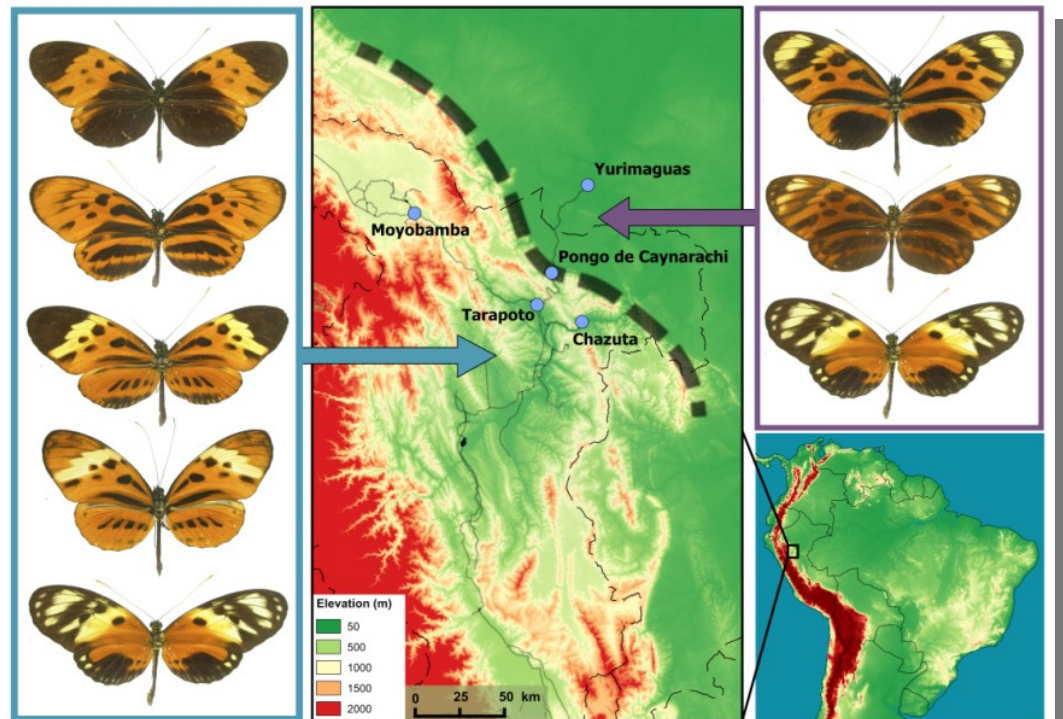 Yurimaguas
Moyobamba
Pongo de Caynarachi
Tarapoto
Chazuta
Elevation (m)
50
500
1000
1500
2000
0 25 50 km